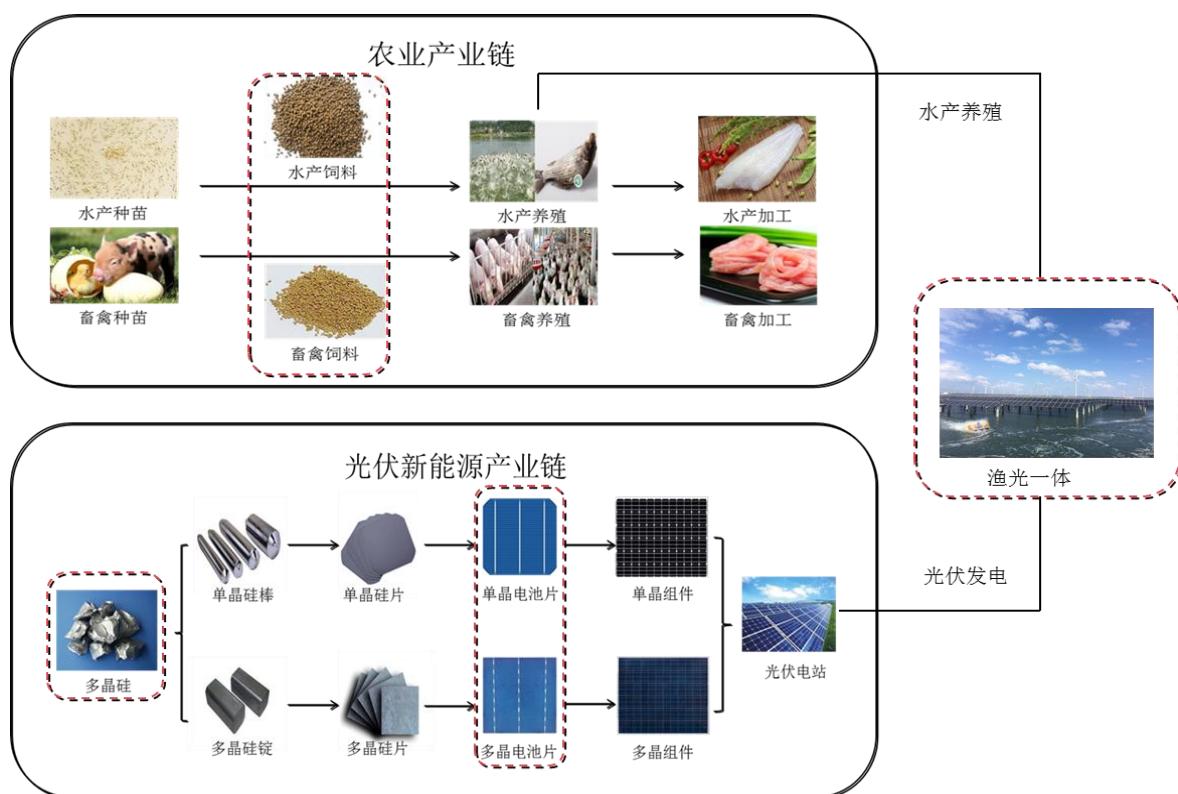 农业产业链
水产养殖
水产饲料
水产种苗
水产养殖
水产加工
畜禽种苗
畜禽饲料
畜禽养殖
畜禽加工
渔光一体
光伏新能源产业链
光伏发电
单晶硅棒
单晶硅片
单晶电池片
单晶组件
多晶硅
光伏电站
多晶硅锭
多晶硅片
多晶电池片
多晶组件